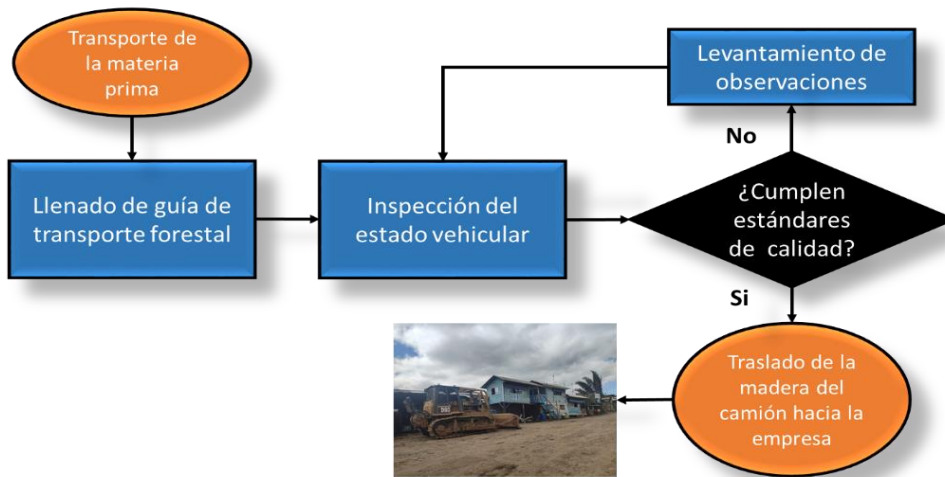 Transporte de
la materia
prima
Levantamiento de
observaciones
No
Llenado de guía de
transporte forestal
Inspección del
estado vehicular
¿Cumplen
estándares
de calidad?
Si
Traslado de la
madera del
camión hacia la
empresa